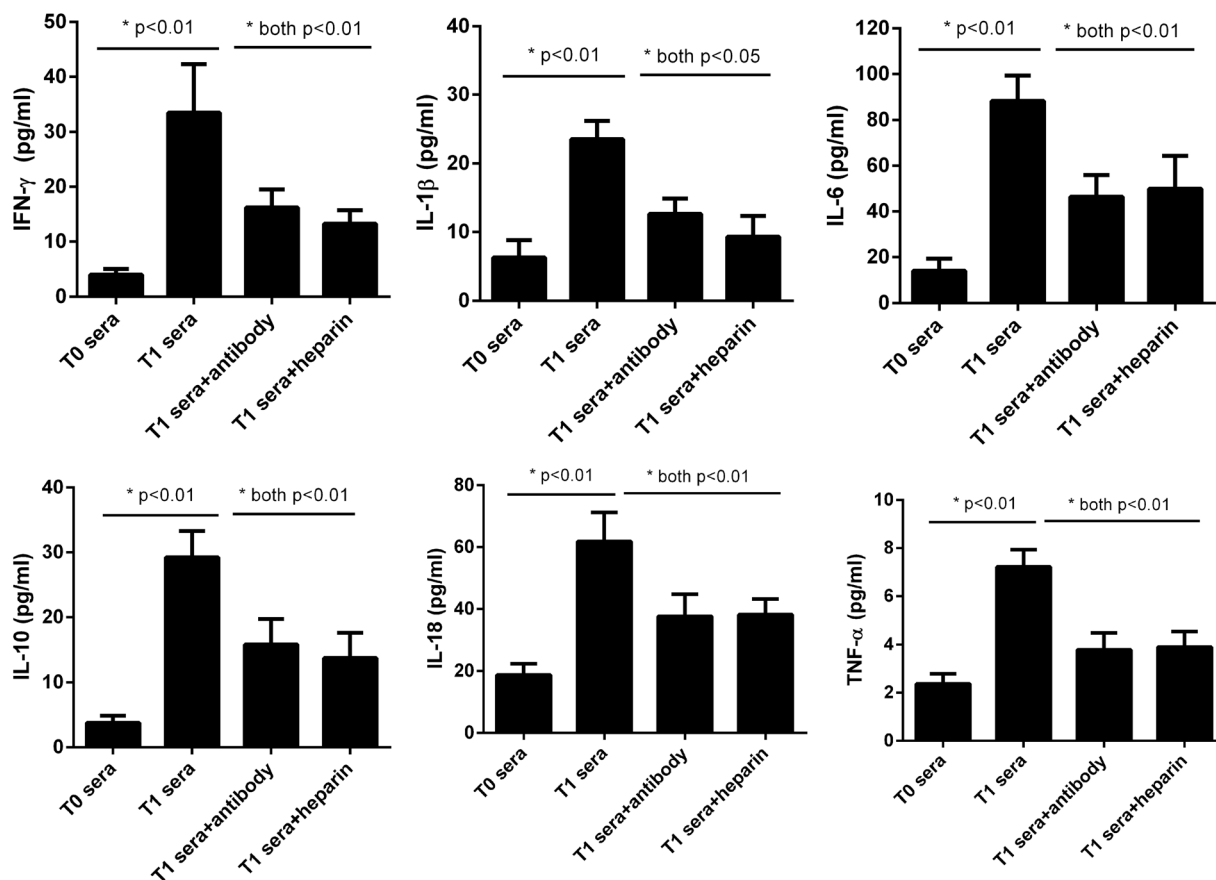 * p<0.01
* both p<0.01
IFN-γ (pg/ml)
50
40
30
20
10
0
T0 sera
T1 sera
T1 sera+antibody
T1 sera+heparin
* p<0.01
* both p<0.05
IL-1β (pg/ml)
40
30
20
10
0
T0 sera
T1 sera
T1 sera+antibody
T1 sera+heparin
* p<0.01
* both p<0.01
IL-6 (pg/ml)
120
100
80
60
40
20
0
T0 sera
T1 sera
T1 sera+antibody
T1 sera+heparin
* p<0.01
* both p<0.01
IL-10 (pg/ml)
40
30
20
10
0
T0 sera
T1 sera
T1 sera+antibody
T1 sera+heparin
* p<0.01
* both p<0.01
IL-18 (pg/ml)
80
60
40
20
0
T0 sera
T1 sera
T1 sera+antibody
T1 sera+heparin
* p<0.01
* both p<0.01
TNF-α (pg/ml)
8
6
4
2
0
T0 sera
T1 sera
T1 sera+antibody
T1 sera+heparin